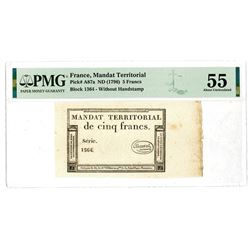 PMG
PAPER MONEY GUARANTY
France, Mandat Territorial
Pick# A87a ND (1796) 5 Francs
Block 1364 - Without Handstamp
55
About Uncirculated
MANDAT TERRITORIAL
de cinq francs.
Série.
1364.